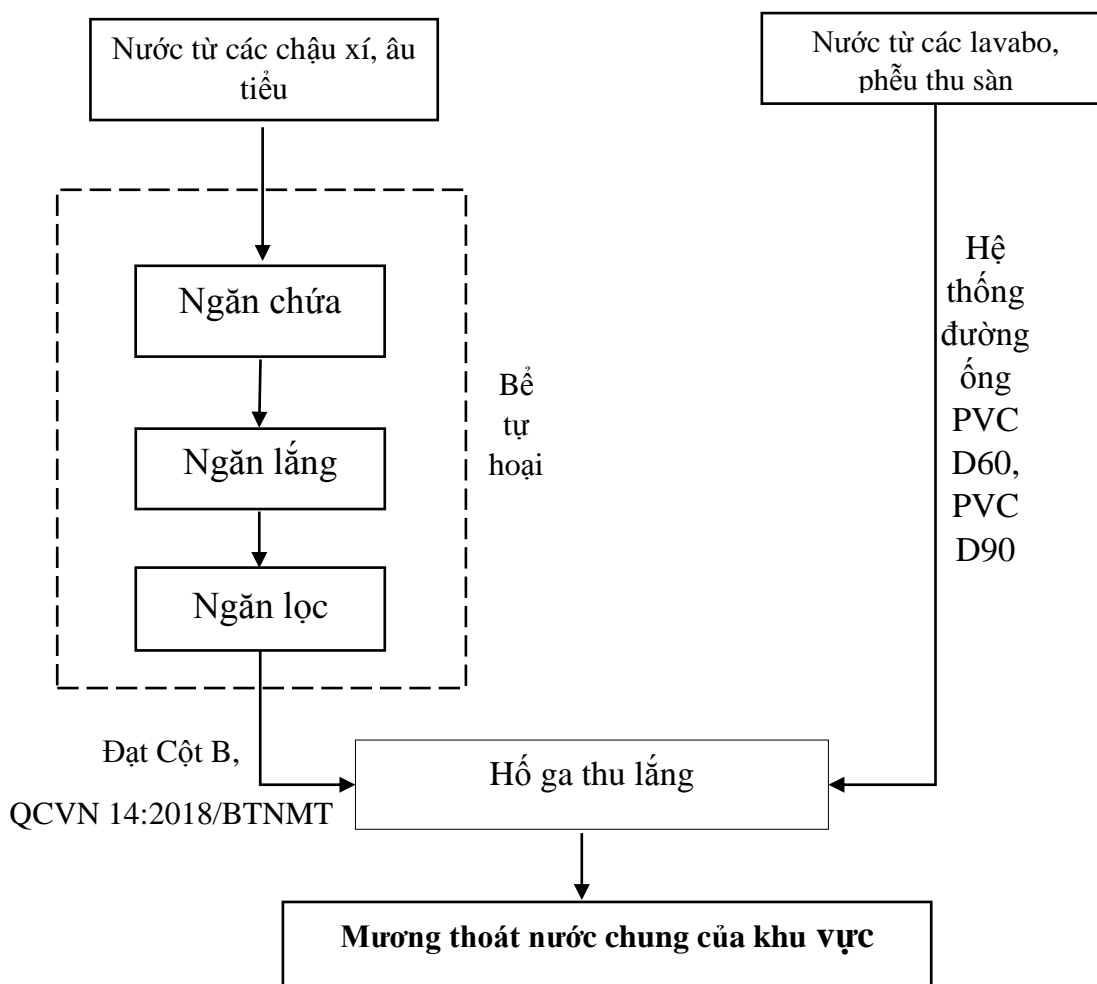 Nước từ các chậu xí, âu
tiểu
Nước từ các lavabo,
phễu thu sàn
Ngăn chứa
Ngăn lắng
Ngăn lọc
Bể
tự
hoại
Hệ
thống
đường
ống
PVC
D60,
PVC
D90
Đạt Cột B,
QCVN 14:2018/BTNMT
Hố ga thu lắng
Mương thoát nước chung của khu vực